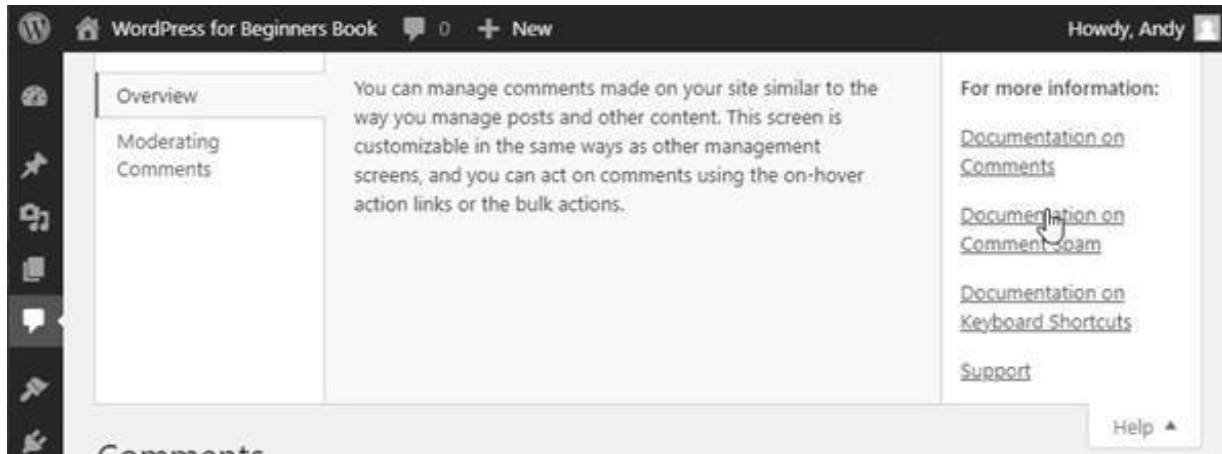 WordPress for Beginners Book 0 + New Howdy, Andy
Overview
Moderating
Comments
You can manage comments made on your site similar to the
way you manage posts and other content. This screen is
customizable in the same ways as other management
screens, and you can act on comments using the on-hover
action links or the bulk actions.
For more information:
Documentation on
Comments
Documentation on
Comment Spam
Documentation on
Keyboard Shortcuts
Support
Help
Comments